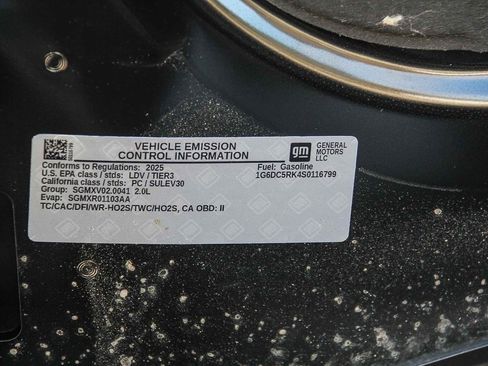 VEHICLE EMISSION
CONTROL INFORMATION
gm
GENERAL MOTORS LLC
Conforms to Regulations: 2025
Fuel: Gasoline
U.S. EPA class / stds: LDV / TIER3
1G6DC5RK4S0116799
California class / stds: PC / SULEV30
Group: SGMXV02.0041 2.0L
Evap: SGMXR01103AA
TC/CAC/DFI/WR-HO2S/TWC/HO2S, CA OBD: II